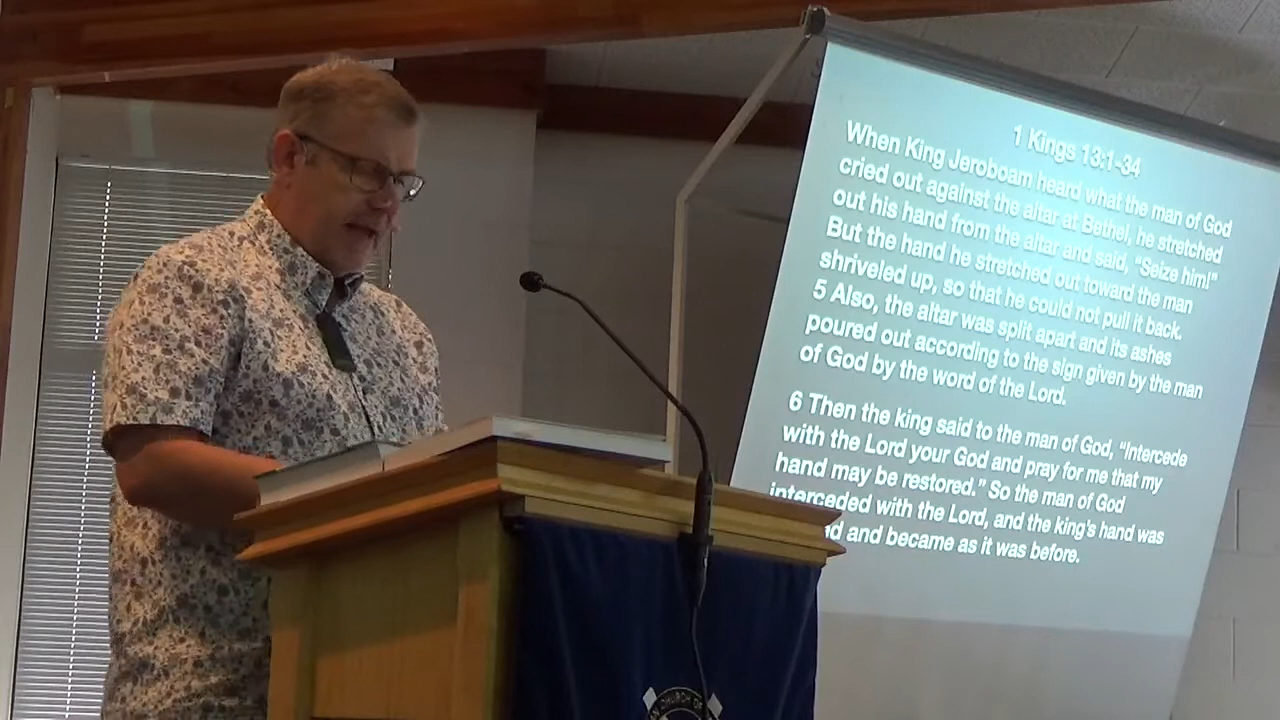 1 Kings 13:1-34
When King Jeroboam heard what the man of God
cried out against the altar at Bethel, he stretched
out his hand from the altar and said, "Seize him!"
But the hand he stretched out toward the man
shriveled up, so that he could not pull it back.
5 Also, the altar was split apart and its ashes
poured out according to the sign given by the man
of God by the word of the Lord.
6 Then the king said to the man of God, "Intercede
with the Lord your God and pray for me that my
hand may be restored." So the man of God
interceded with the Lord, and the king's hand was
and became as it was before.
CHURCH OF